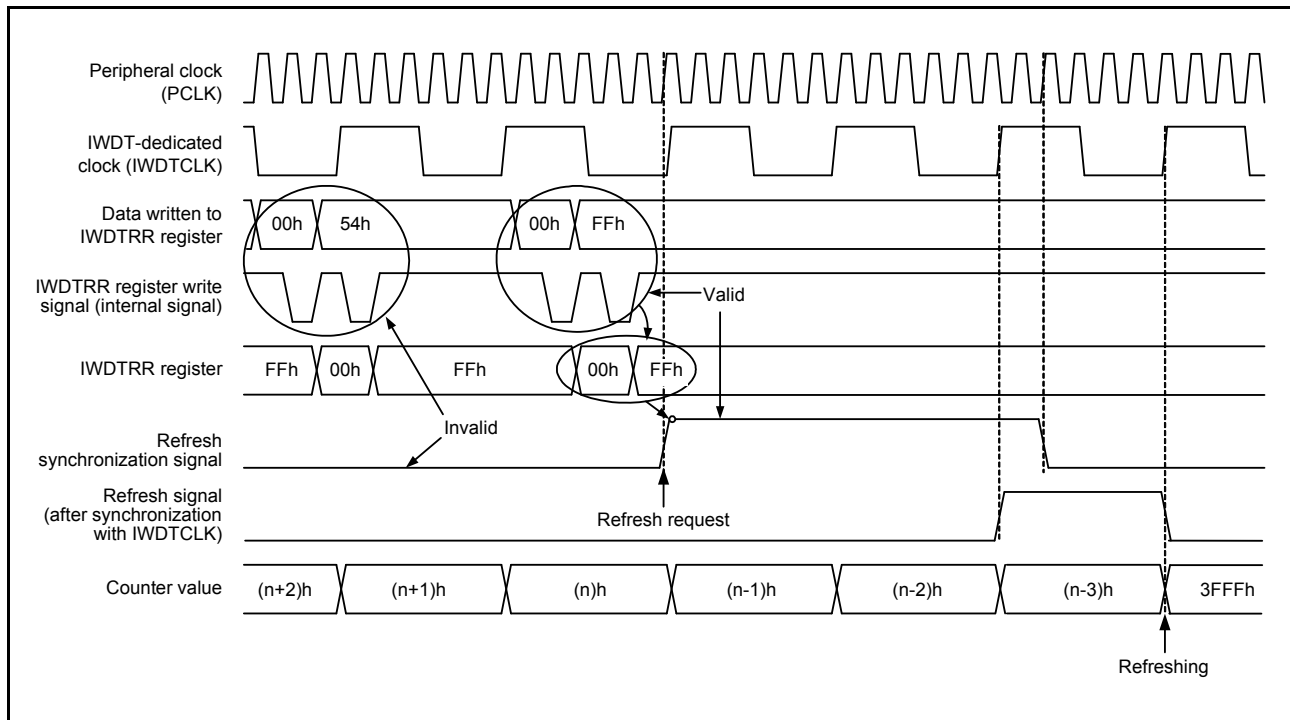 Peripheral clock
(PCLK)
IWDT-dedicated
clock (IWDTCLK)
Data written to
IWDTRR register
00h
54h
00h
FFh
IWDTRR register write
signal (internal signal)
Valid
IWDTRR register
FFh
00h
FFh
00h
FFh
Invalid
Refresh
synchronization signal
Refresh signal
(after synchronization
with IWDTCLK)
Refresh request
Counter value
(n+2)h
(n+1)h
(n)h
(n-1)h
(n-2)h
(n-3)h
3FFFh
Refreshing